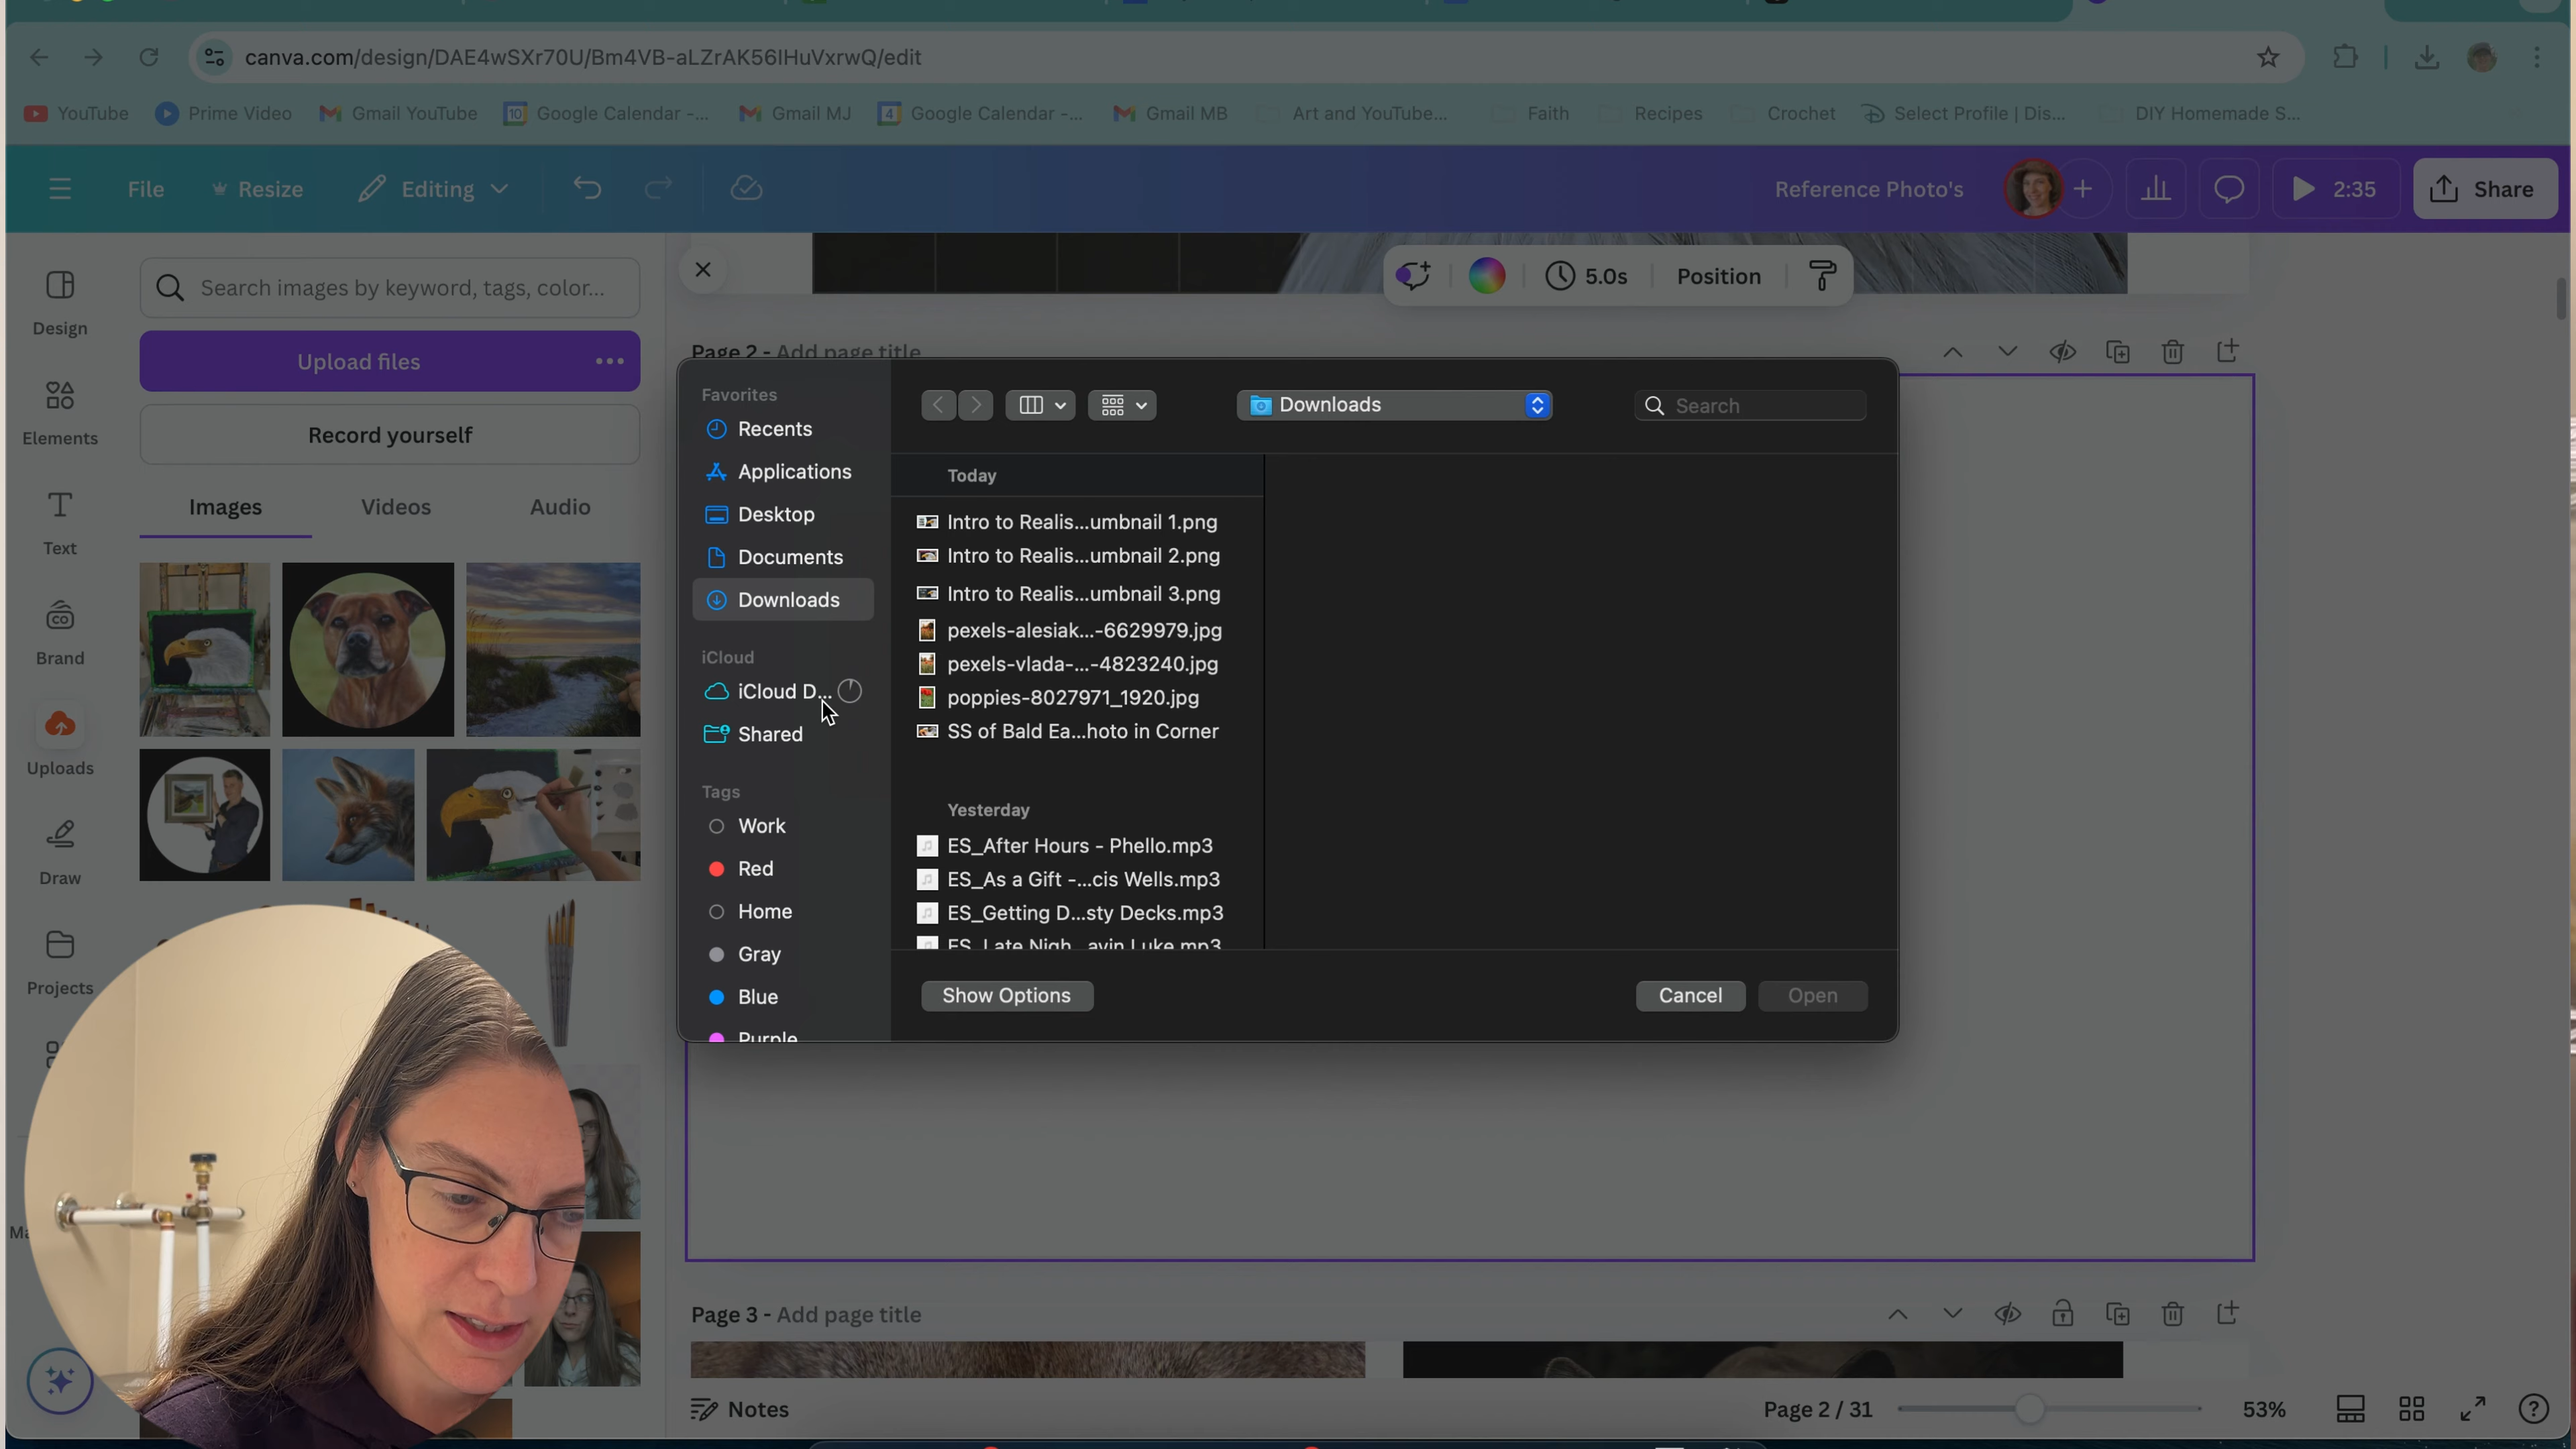 canva.com/design/DAE4wSXr70U/Bm4VB-aLZrAK56IHuVxrwQ/edit
YouTube
Prime Video
Gmail YouTube
10 Google Calendar -...
Gmail MJ
4 Google Calendar -...
Gmail MB
Art and YouTube...
Faith
Recipes
Crochet
Select Profile | Dis...
DIY Homemade S...
File
Resize
Editing
Reference Photo's
2:35
Share
Design
Elements
Text
Brand
Uploads
Draw
Projects
Search images by keyword, tags, color...
Upload files
Record yourself
Images
Videos
Audio
5.0s
Position
Page 2 - Add page title
Favorites
Recents
Applications
Desktop
Documents
Downloads
iCloud
iCloud D...
Shared
Tags
Work
Red
Home
Gray
Blue
Purple
Downloads
Search
Today
Intro to Realis...umbnail 1.png
Intro to Realis...umbnail 2.png
Intro to Realis...umbnail 3.png
pexels-alesiak...-6629979.jpg
pexels-vlada-...-4823240.jpg
poppies-8027971_1920.jpg
SS of Bald Ea...hoto in Corner
Yesterday
ES_After Hours - Phello.mp3
ES_As a Gift -...cis Wells.mp3
ES_Getting D...sty Decks.mp3
ES_Late Nigh...avin Luke.mp3
Show Options
Cancel
Open
Page 3 - Add page title
Notes
Page 2 / 31
53%